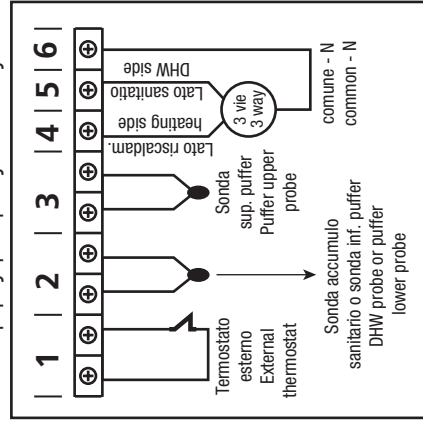 1 2 3 4 5 6
Termostato
esterno
External
thermostat
Sonda accumulo
sanitario o sonda inf. puffer
DHW probe or puffer
lower probe
Sonda
sup. puffer
Puffer upper
probe
Lato riscaldam.
heating side
Lato sanitatio
DHW side
3 vie
3 way
comune - N
common - N